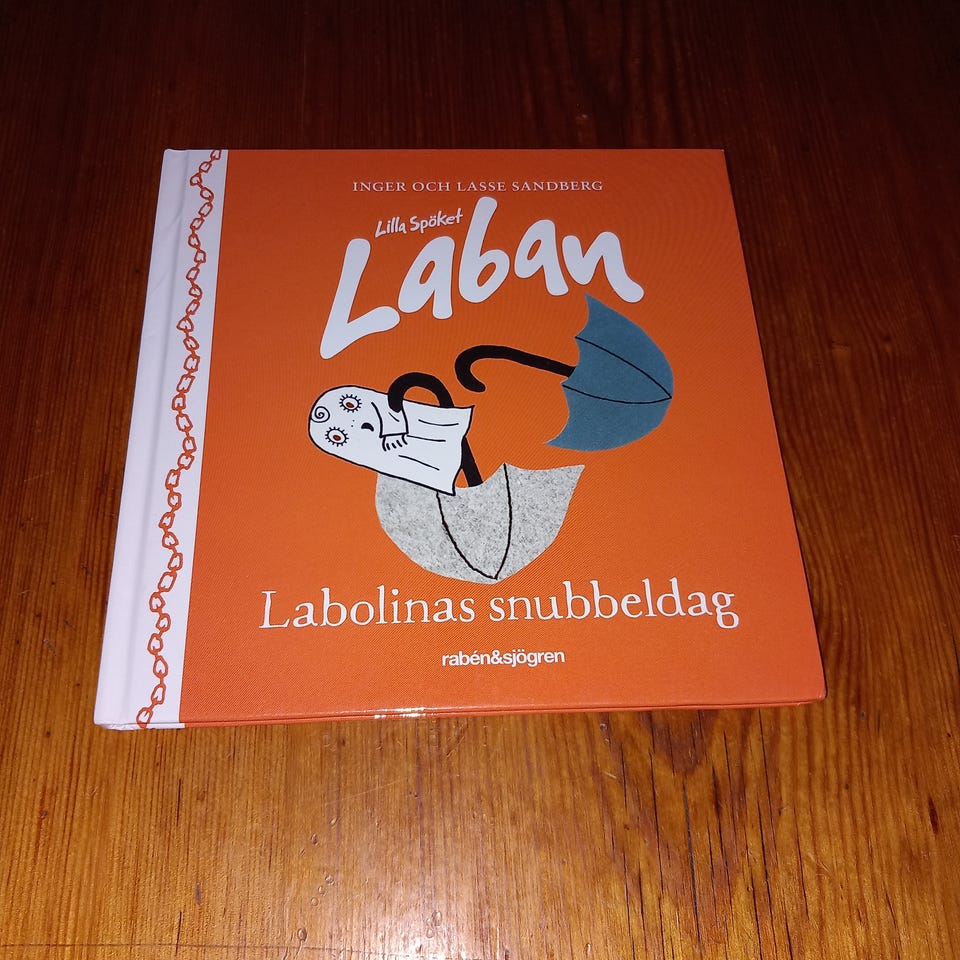 INGER OCH LASSE SANDBERG
Lilla Spöket
Laban
Labolinas snubbeldag
rabén&sjögren